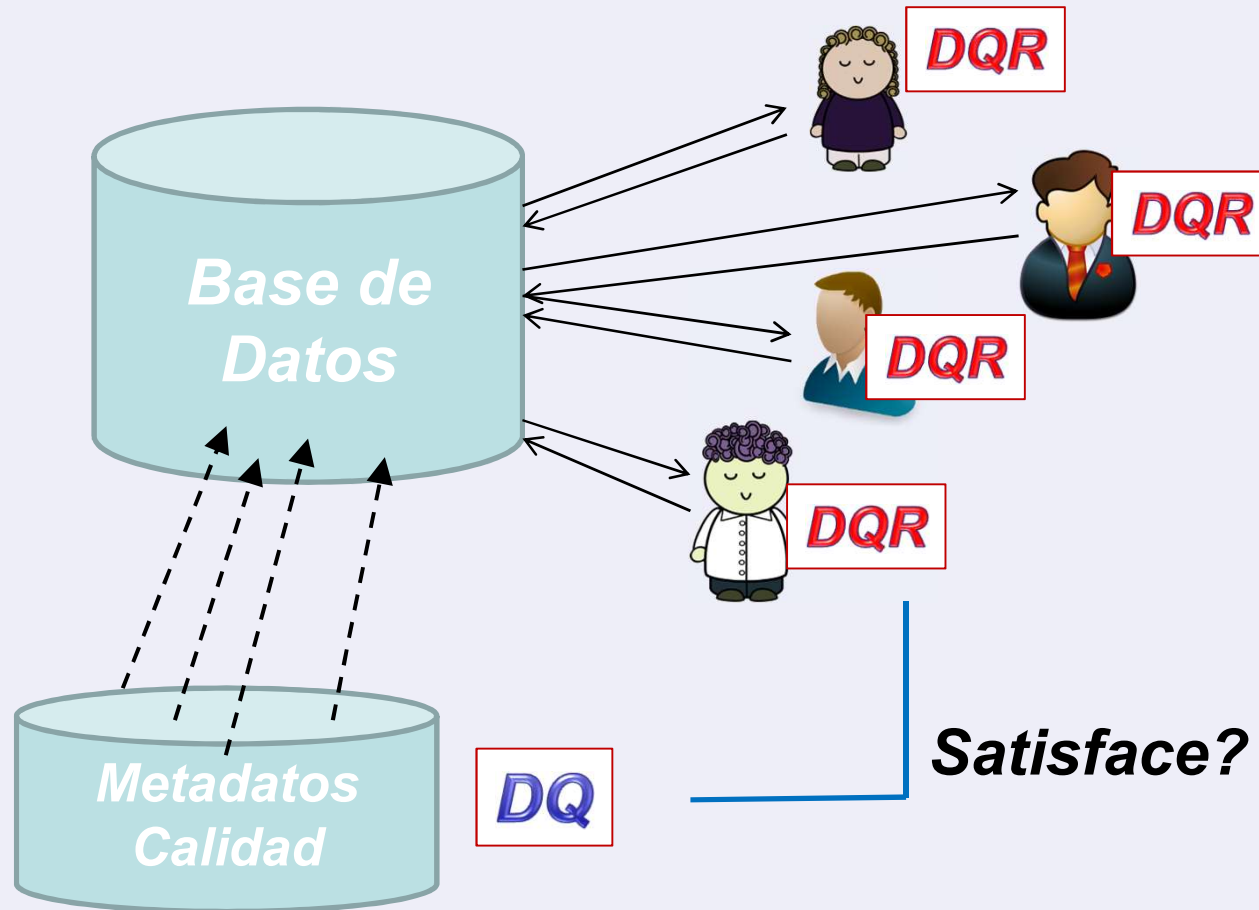 DQR
DQR
Base de
Datos
DQR
DQR
Satisface?
Metadatos
Calidad
DQ